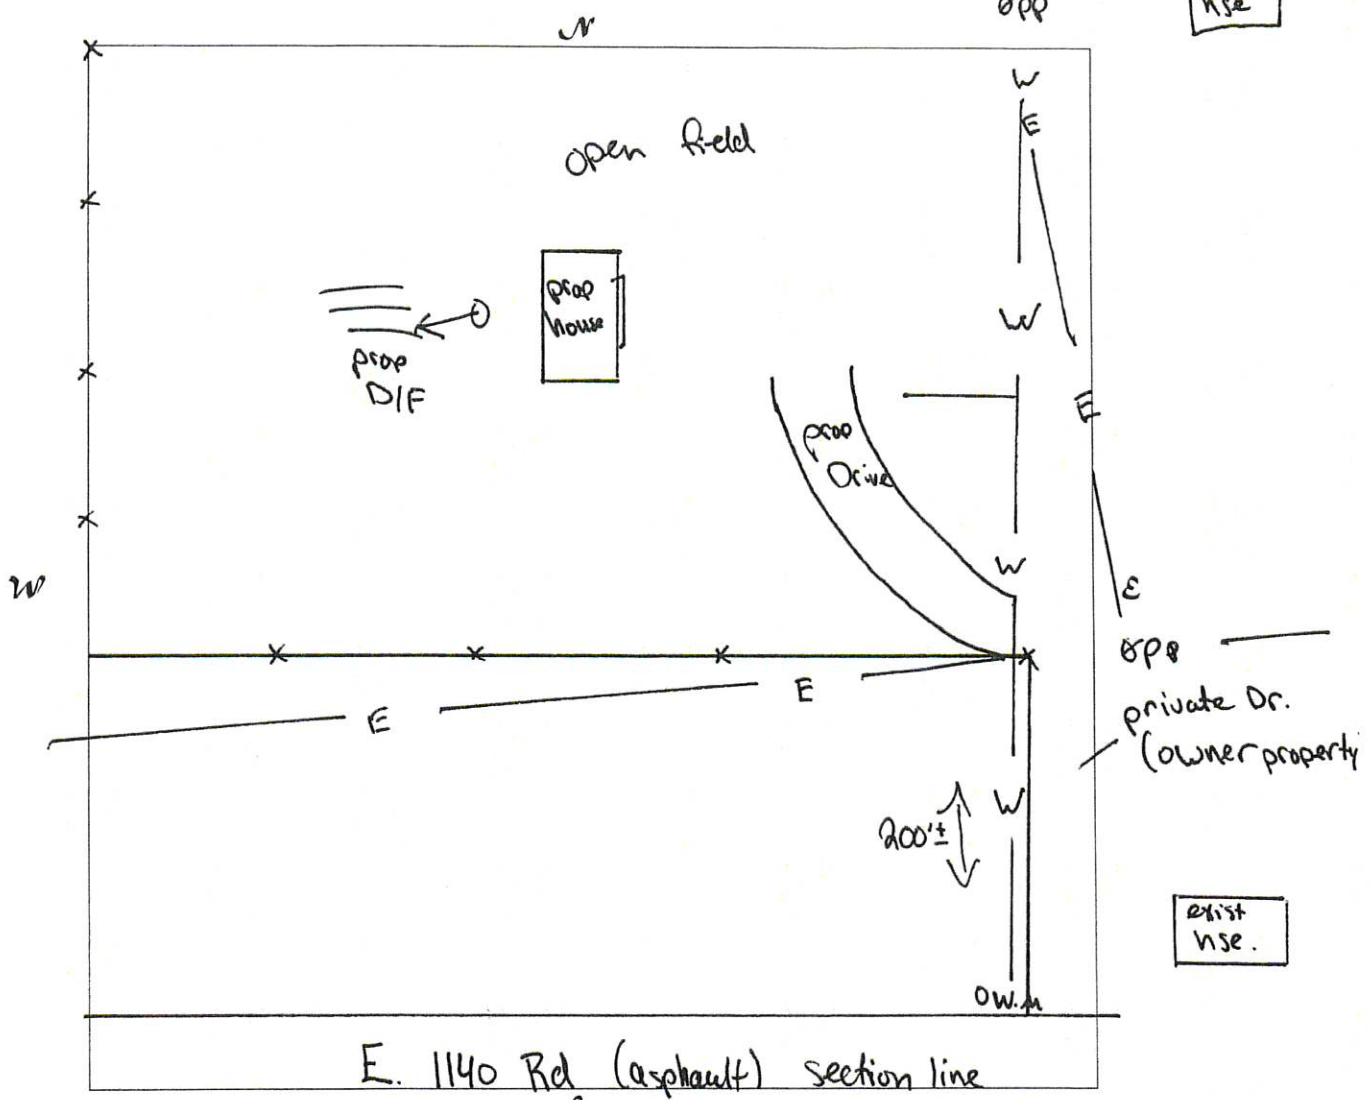 N
opp
hse
W
E
open field
prop
house
W
prop
D/F
E
prop
Drive
W
W
E
opp
E
E
private Dr.
(owner property
W
200'±
exist
hse.
OW.M
E. 1140 Rd (asphault) section line